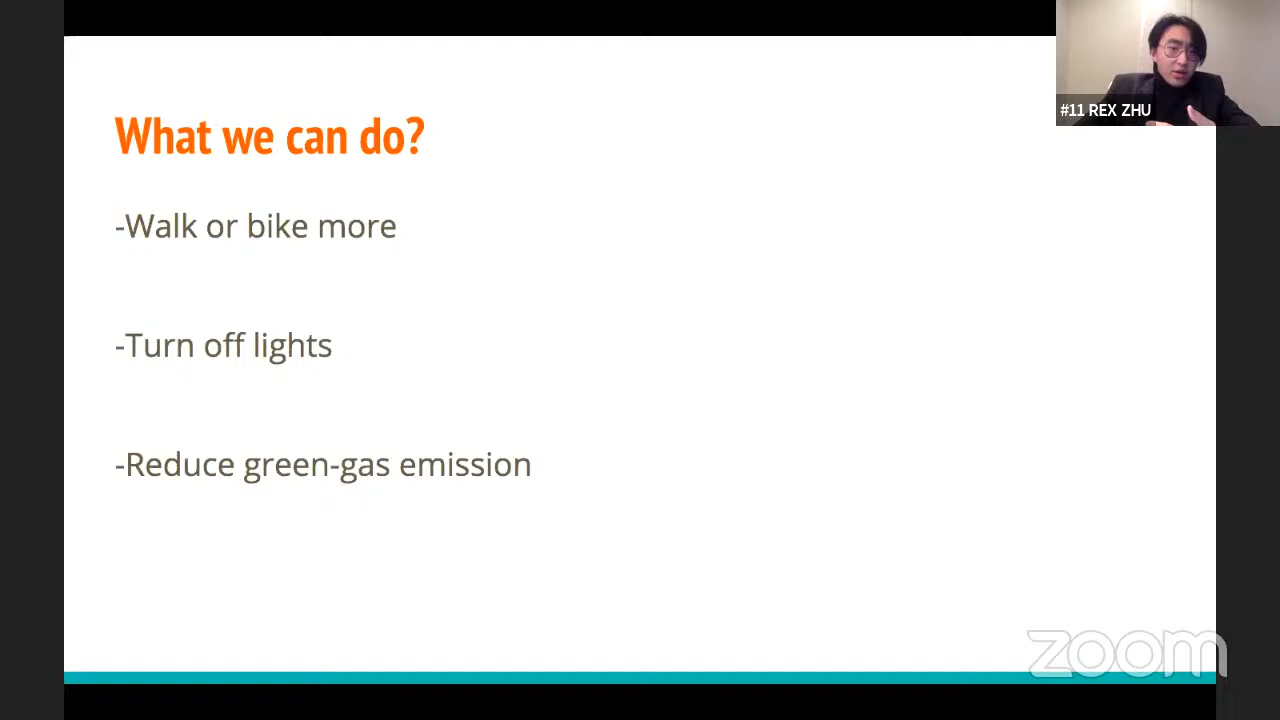 What we can do?
-Walk or bike more
-Turn off lights
-Reduce green-gas emission
#11 REX ZHU
zoom